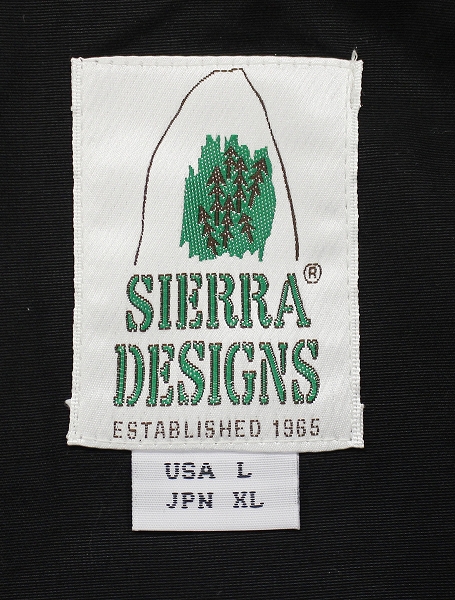 SIERRA®
DESIGNS
ESTABLISHED 1965
USA L
JPN XL